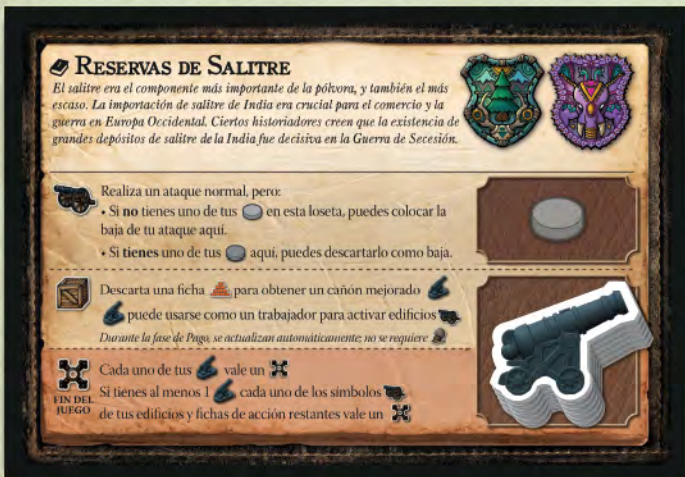 RESERVAS DE SALITRE
El salitre era el componente más importante de la pólvora, y también el más
escaso. La importación de salitre de India era crucial para el comercio y la
guerra en Europa Occidental. Ciertos historiadores creen que la existencia de
grandes depósitos de salitre de la India fue decisiva en la Guerra de Secesión.
Realiza un ataque normal, pero:
• Si no tienes uno de tus en esta loseta, puedes colocar la
baja de tu ataque aquí.
• Si tienes uno de tus aquí, puedes descartarlo como baja.
Descarta una ficha para obtener un cañón mejorado
puede usarse como un trabajador para activar edificios
Durante la fase de Pago, se actualizan automáticamente; no se requiere
Cada uno de tus vale un
Si tienes al menos 1 cada uno de los símbolos
de tus edificios y fichas de acción restantes vale un
FIN DEL
JUEGO